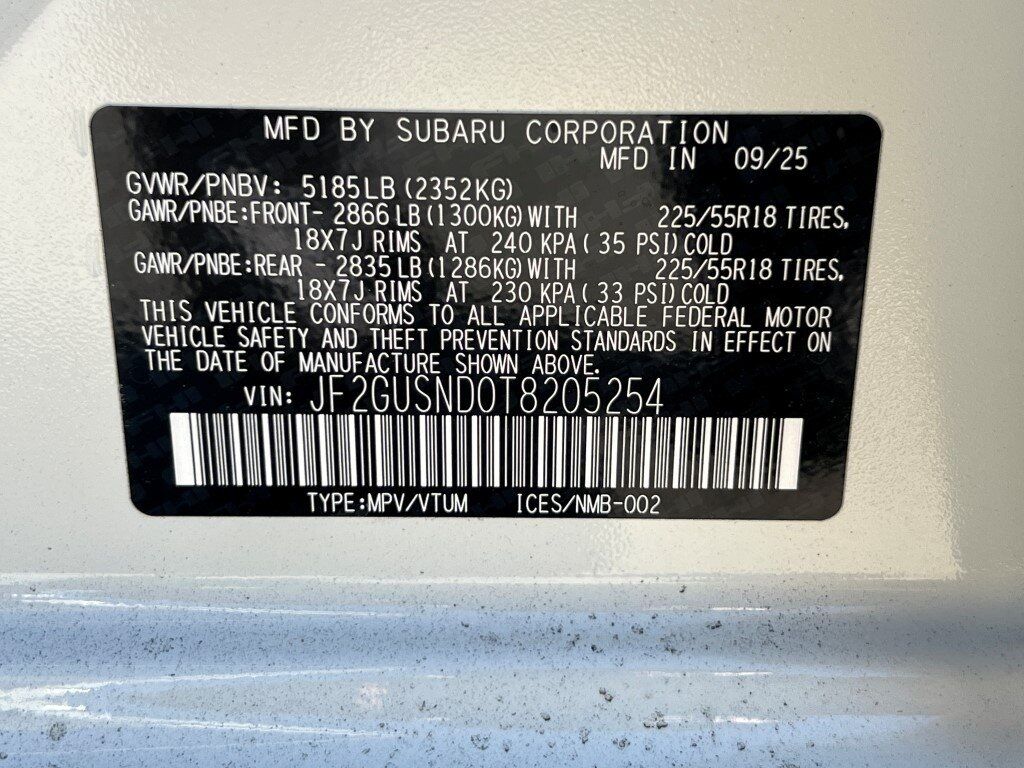 MFD BY SUBARU CORPORATION
MFD IN 09/25
GVWR/PNBV: 5185LB (2352KG)
GAWR/PNBE:FRONT- 2866 LB(1300KG)WITH 225/55R18 TIRES,
18X7J RIMS AT 240 KPA( 35 PSI)COLD
GAWR/PNBE:REAR - 2835 LB(1286KG)WITH 225/55R18 TIRES,
18X7J RIMS AT 230 KPA( 33 PSI)COLD
THIS VEHICLE CONFORMS TO ALL APPLICABLE FEDERAL MOTOR
VEHICLE SAFETY AND THEFT PREVENTION STANDARDS IN EFFECT ON
THE DATE OF MANUFACTURE SHOWN ABOVE.
VIN: JF2GUSND0T8205254
TYPE:MPV/VTUM ICES/NMB-002